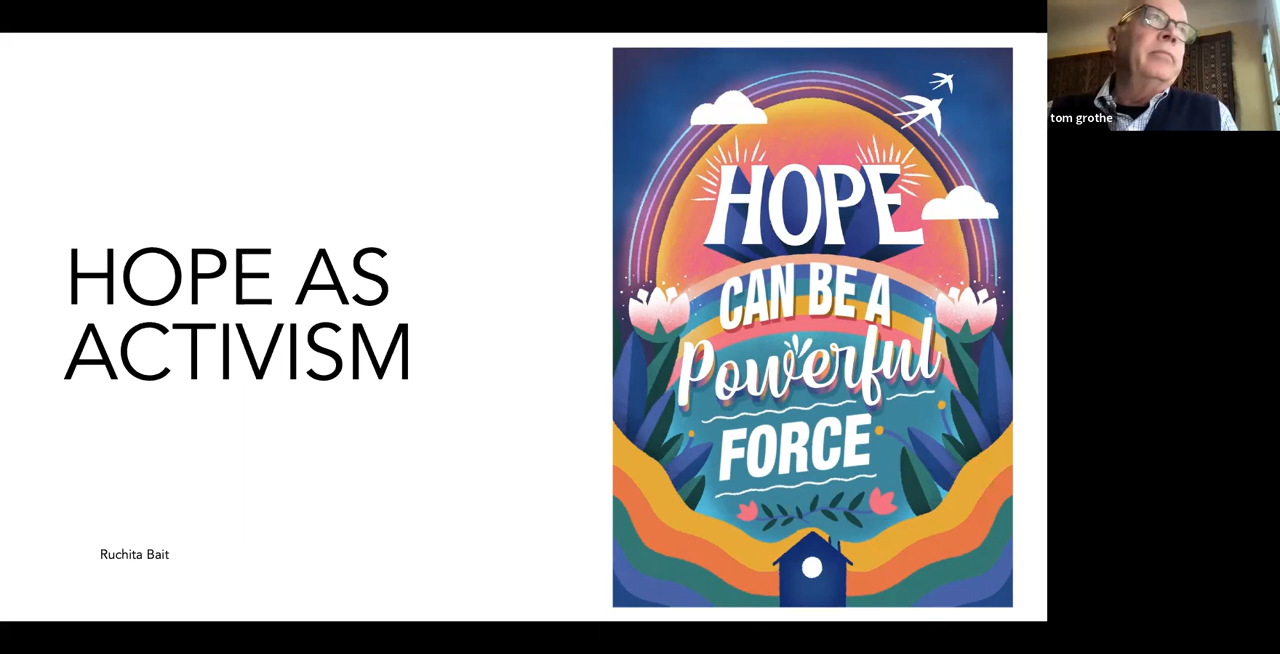 HOPE AS
ACTIVISM
Ruchita Bait
HOPE
CAN BE A
Powerful
FORCE
tom grothe